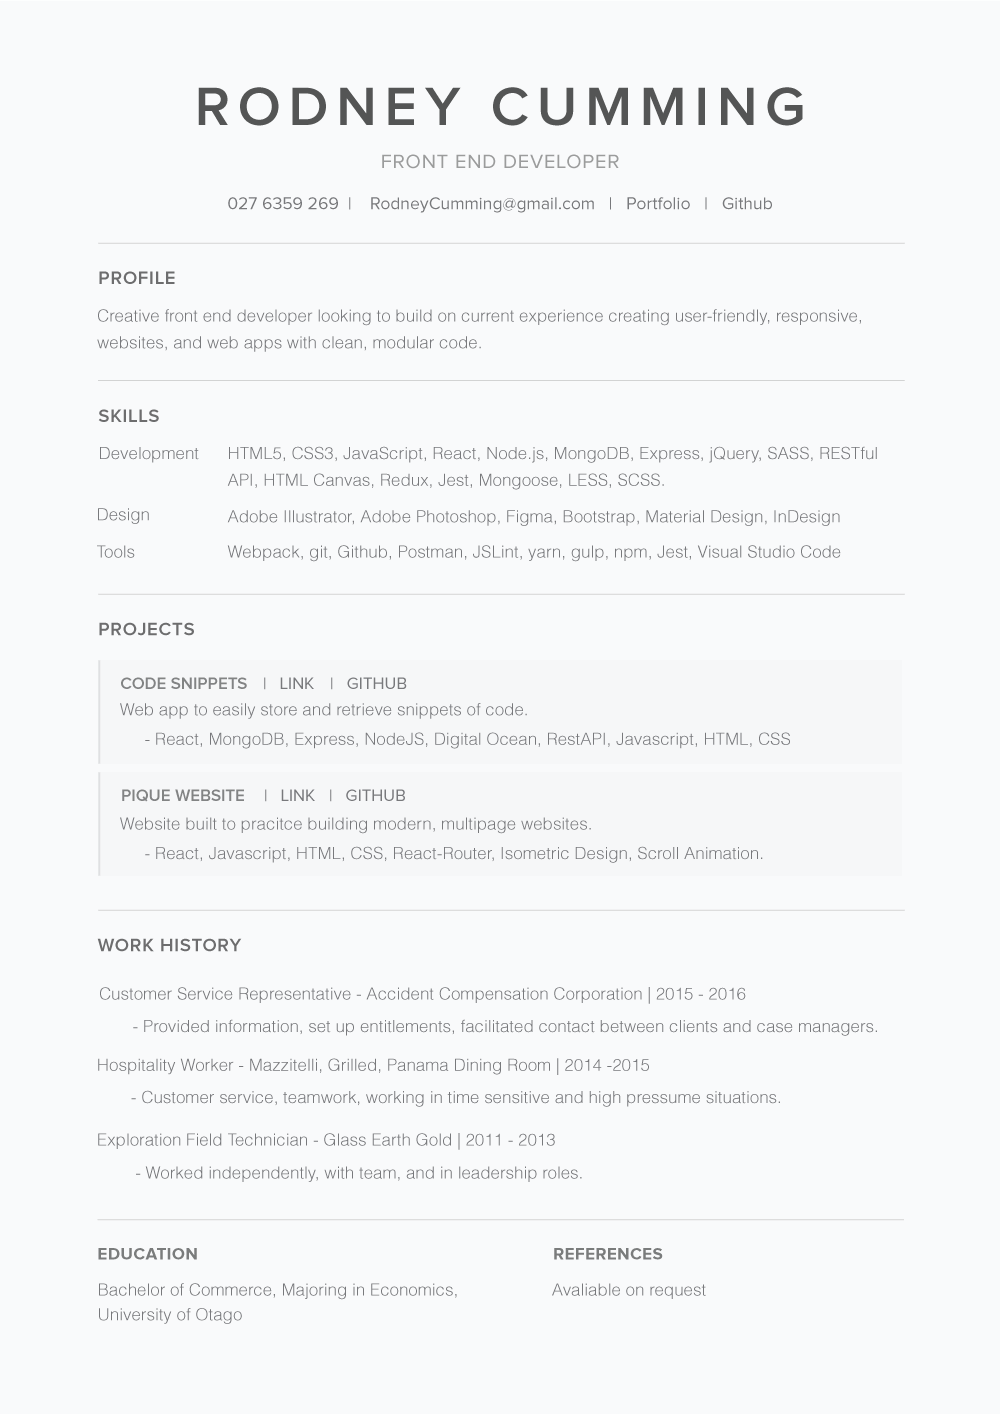 RODNEY CUMMING
FRONT END DEVELOPER
027 6359 269 | RodneyCumming@gmail.com | Portfolio | Github
PROFILE
Creative front end developer looking to build on current experience creating user-friendly, responsive,
websites, and web apps with clean, modular code.
SKILLS
Development HTML5, CSS3, JavaScript, React, Node.js, MongoDB, Express, jQuery, SASS, RESTful
API, HTML Canvas, Redux, Jest, Mongoose, LESS, SCSS.
Design Adobe Illustrator, Adobe Photoshop, Figma, Bootstrap, Material Design, InDesign
Tools Webpack, git, Github, Postman, JSLint, yarn, gulp, npm, Jest, Visual Studio Code
PROJECTS
CODE SNIPPETS | LINK | GITHUB
Web app to easily store and retrieve snippets of code.
- React, MongoDB, Express, NodeJS, Digital Ocean, RestAPI, Javascript, HTML, CSS
PIQUE WEBSITE | LINK | GITHUB
Website built to pracitce building modern, multipage websites.
- React, Javascript, HTML, CSS, React-Router, Isometric Design, Scroll Animation.
WORK HISTORY
Customer Service Representative - Accident Compensation Corporation | 2015 - 2016
- Provided information, set up entitlements, facilitated contact between clients and case managers.
Hospitality Worker - Mazzitelli, Grilled, Panama Dining Room | 2014 -2015
- Customer service, teamwork, working in time sensitive and high pressume situations.
Exploration Field Technician - Glass Earth Gold | 2011 - 2013
- Worked independently, with team, and in leadership roles.
EDUCATION
Bachelor of Commerce, Majoring in Economics,
University of Otago
REFERENCES
Avaliable on request